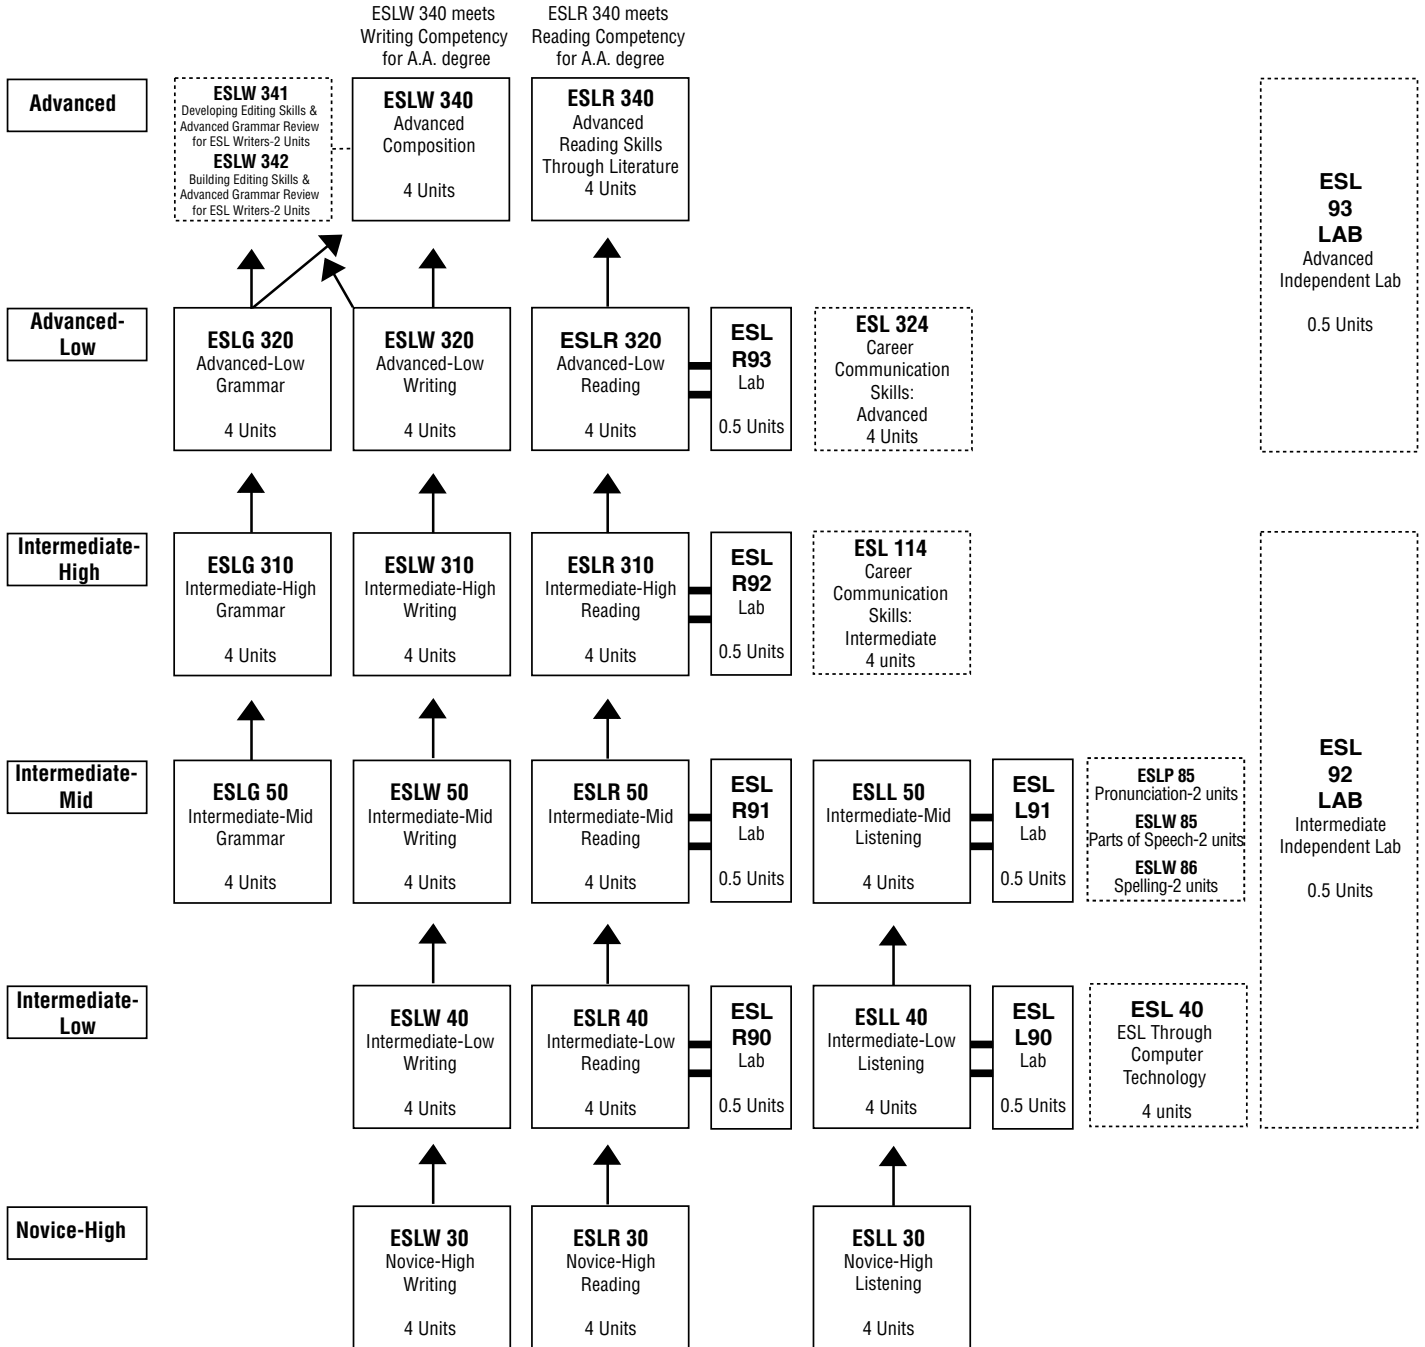 ESLW 340 meets
Writing Competency
for A.A. degree
ESLR 340 meets
Reading Competency
for A.A. degree
Advanced
ESLW 341
Developing Editing Skills &
Advanced Grammar Review
for ESL Writers-2 Units
ESLW 342
Building Editing Skills &
Advanced Grammar Review
for ESL Writers-2 Units
ESLW 340
Advanced
Composition
4 Units
ESLR 340
Advanced
Reading Skills
Through Literature
4 Units
ESL
93
LAB
Advanced
Independent Lab
0.5 Units
Advanced-
Low
ESLG 320
Advanced-Low
Grammar
4 Units
ESLW 320
Advanced-Low
Writing
4 Units
ESLR 320
Advanced-Low
Reading
4 Units
ESL
R93
Lab
0.5 Units
ESL 324
Career
Communication
Skills:
Advanced
4 Units
Intermediate-
High
ESLG 310
Intermediate-High
Grammar
4 Units
ESLW 310
Intermediate-High
Writing
4 Units
ESLR 310
Intermediate-High
Reading
4 Units
ESL
R92
Lab
0.5 Units
ESL 114
Career
Communication
Skills:
Intermediate
4 units
ESL
92
LAB
Intermediate
Independent Lab
0.5 Units
Intermediate-
Mid
ESLG 50
Intermediate-Mid
Grammar
4 Units
ESLW 50
Intermediate-Mid
Writing
4 Units
ESLR 50
Intermediate-Mid
Reading
4 Units
ESL
R91
Lab
0.5 Units
ESLL 50
Intermediate-Mid
Listening
4 Units
ESL
L91
Lab
0.5 Units
ESLP 85
Pronunciation-2 units
ESLW 85
Parts of Speech-2 units
ESLW 86
Spelling-2 units
Intermediate-
Low
ESLW 40
Intermediate-Low
Writing
4 Units
ESLR 40
Intermediate-Low
Reading
4 Units
ESL
R90
Lab
0.5 Units
ESLL 40
Intermediate-Low
Listening
4 Units
ESL
L90
Lab
0.5 Units
ESL 40
ESL Through
Computer
Technology
4 units
Novice-High
ESLW 30
Novice-High
Writing
4 Units
ESLR 30
Novice-High
Reading
4 Units
ESLL 30
Novice-High
Listening
4 Units